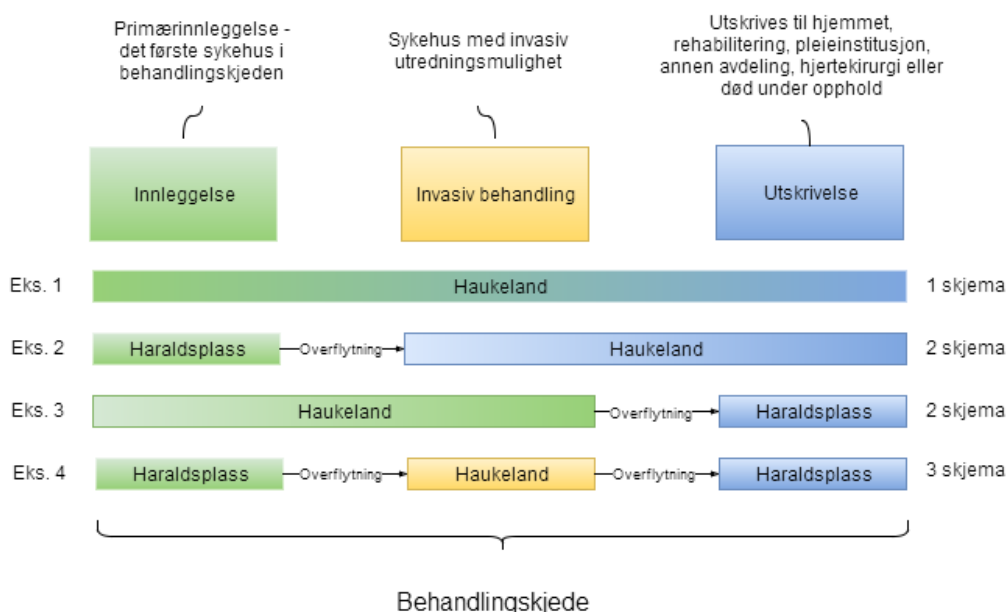 Primærinnleggelse -
det første sykehus i
behandlingskjeden
Sykehus med invasiv
utredningsmulighet
Utskrives til hjemmet,
rehabilitering, pleieinstitusjon,
annen avdeling, hjertekirurgi eller
død under opphold
Innleggelse
Invasiv behandling
Utskrivelse
Eks. 1 Haukeland 1 skjema
Eks. 2 Haraldsplass Overflytning Haukeland 2 skjema
Eks. 3 Haukeland Overflytning Haraldsplass 2 skjema
Eks. 4 Haraldsplass Overflytning Haukeland Overflytning Haraldsplass 3 skjema
Behandlingskjede